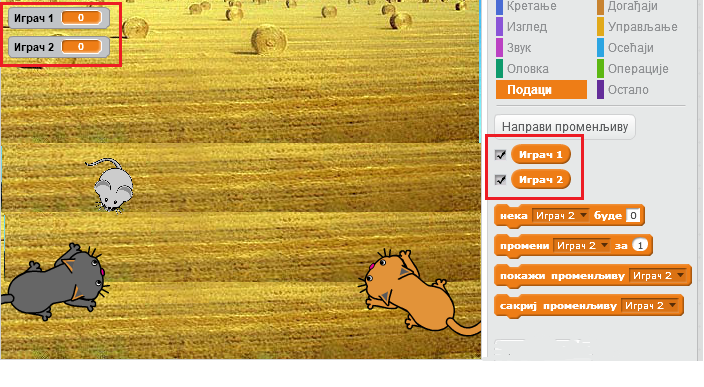 Играч 1 0
Играч 2 0
Кретање Догађаји
Изглед Управљање
Звук Осећаји
Оловка Операције
Подаци Остало
Направи променљиву
Играч 1
Играч 2
нека Играч 2 буде 0
промени Играч 2 за 1
покажи променљиву Играч 2
сакриј променљиву Играч 2